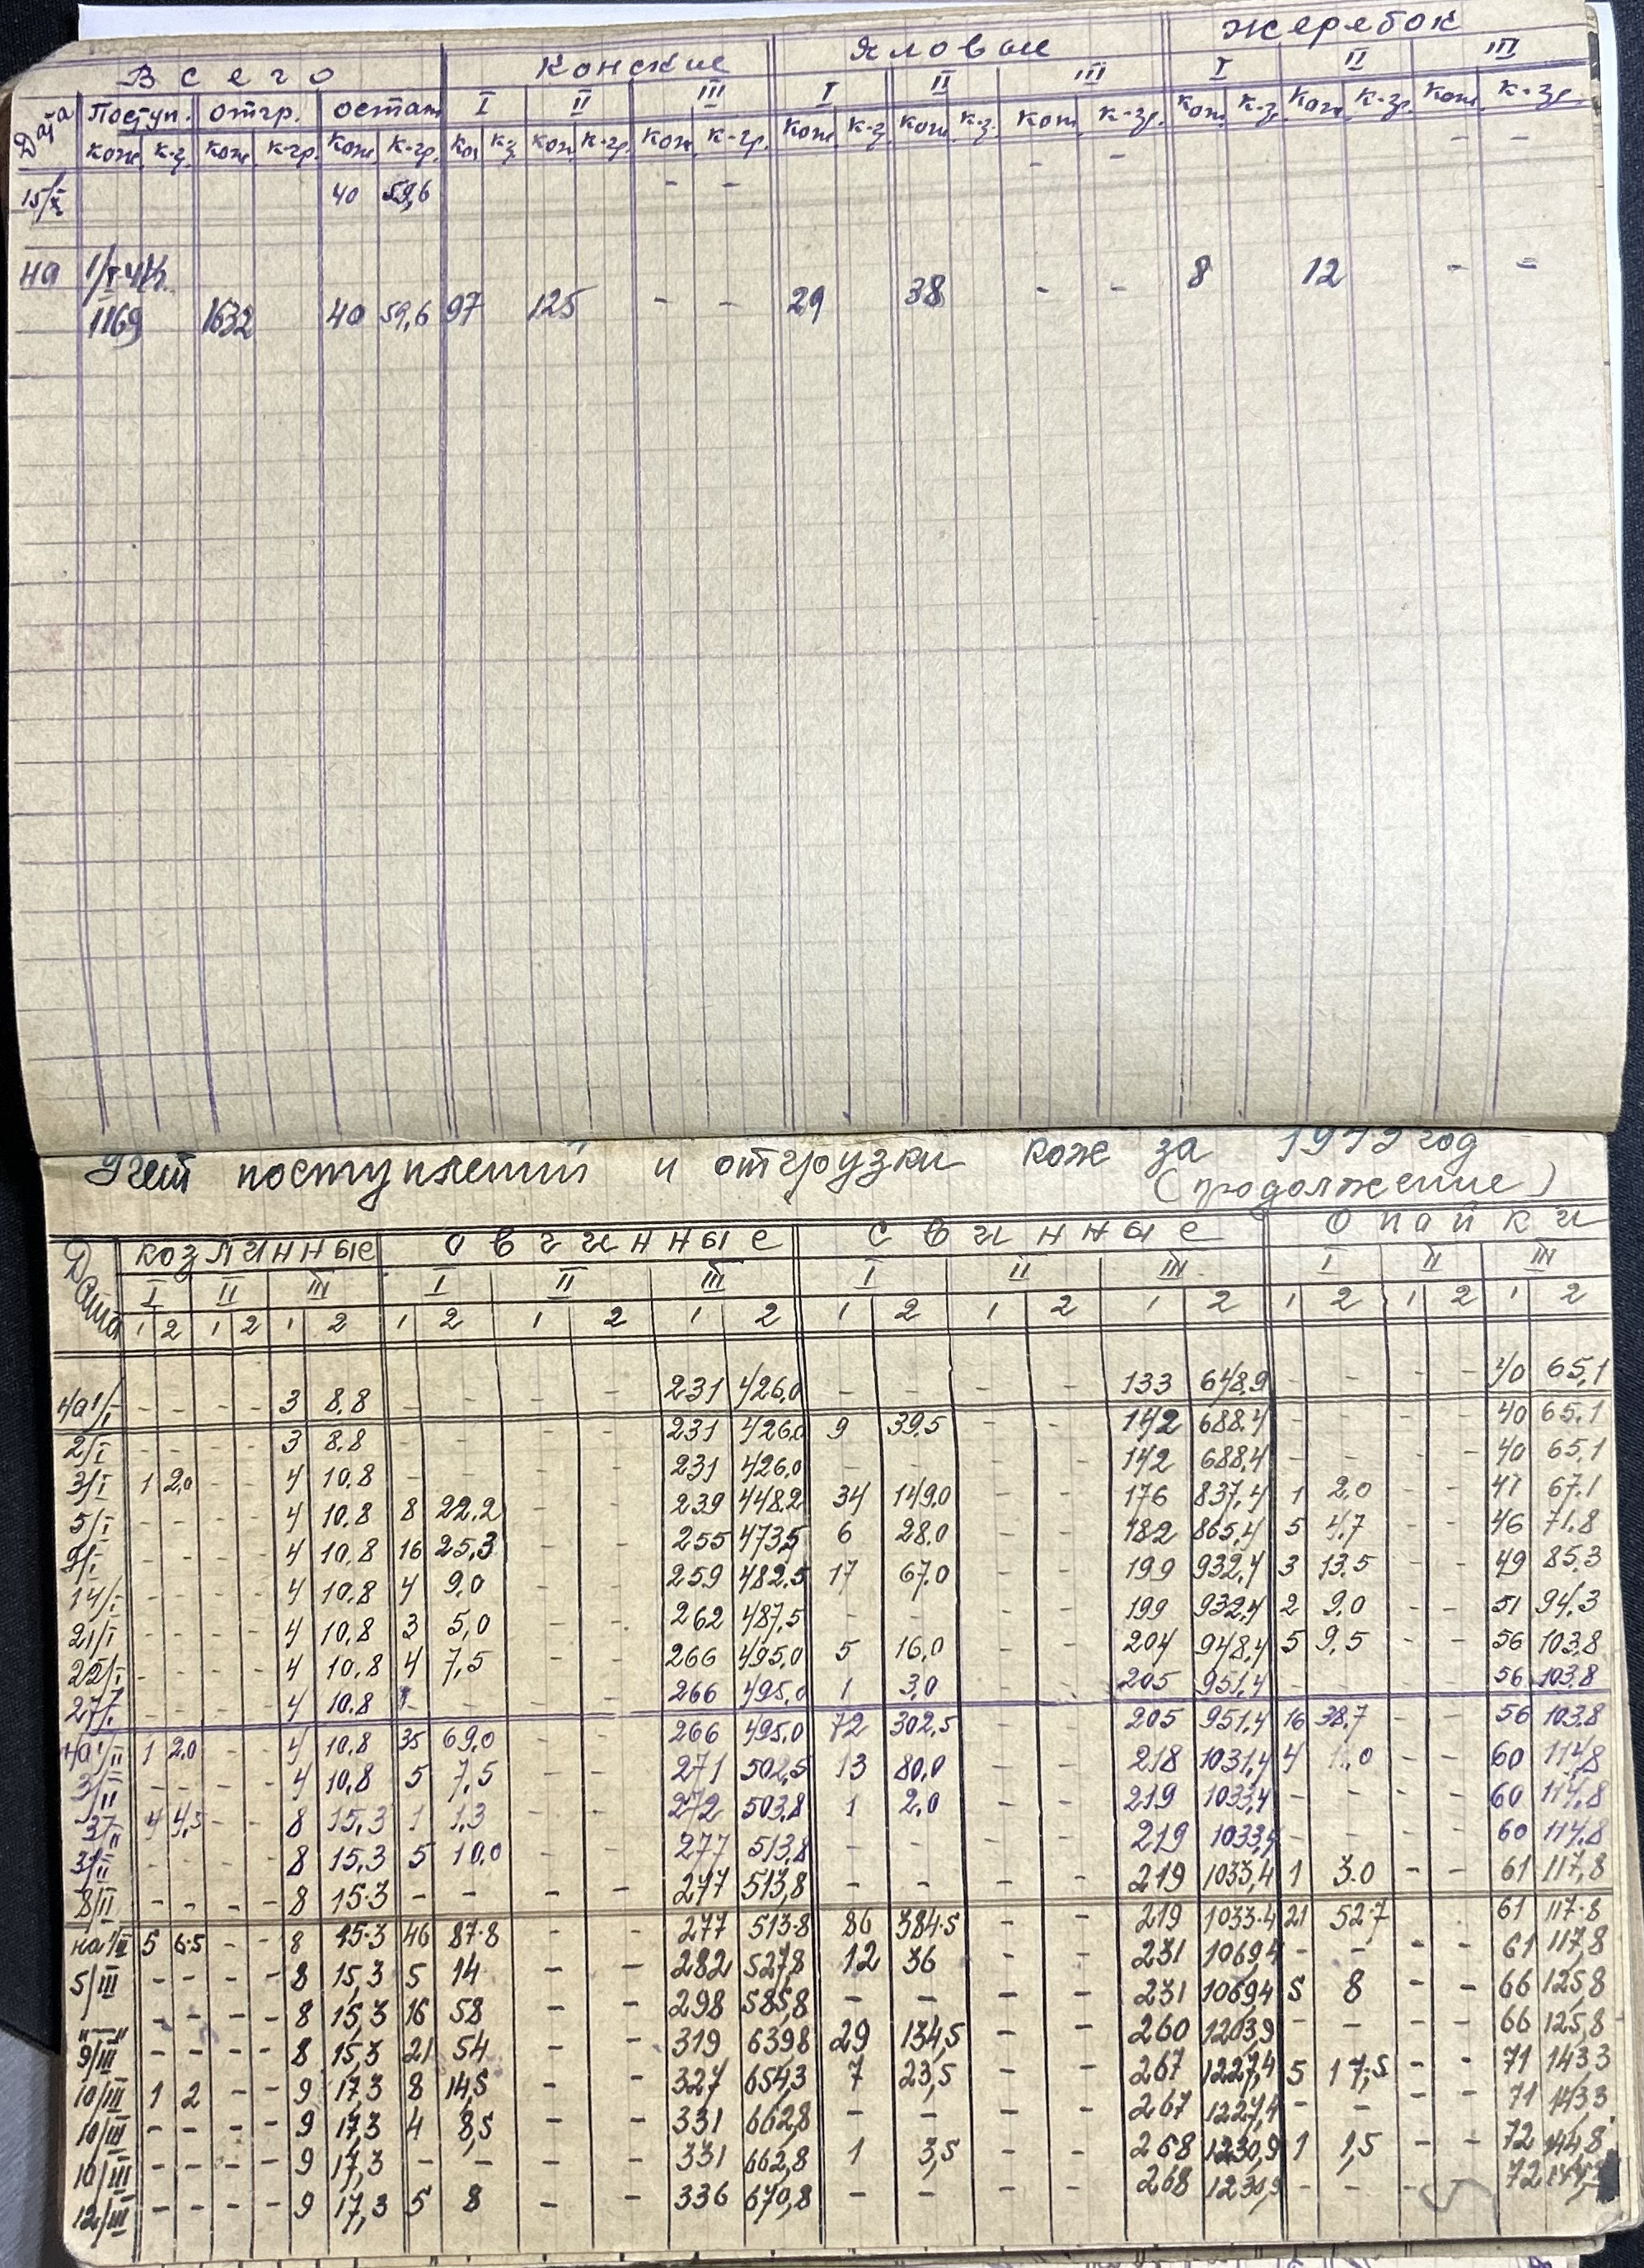 Всего Конские Яловые Жеребок
Дата Поступ. отгр. остат I II III I II III I II III
кож к-г. кож. к-гр. кож к-гр. кож к-г. кож. к-гр. кож. к-гр. кож. к-г. кож. к-г. кож. к-гр. кож. к-г. кож. к-гр. кож. к-гр.
15/X 40 59,6 - - - - - -
на 1/I
1169 1632 40 59,6 97 125 - - 29 38 - - 8 12 - -
Учет поступлений и отгрузки кож за 1943 год
(продолжение)
Дата козлинные овчинные свинные опайки
I II III I II III I II III I II III
1 2 1 2 1 2 1 2 1 2 1 2 1 2 1 2 1 2 1 2 1 2 1 2
на 1/I - - - - 3 8.8 - - - - 231 426,0 - - - - 133 648,9 - - - - 40 65,1
2/I - - - - 3 8.8 - - - - 231 426,0 9 39.5 - - 142 688.4 - - - - 40 65.1
3/I 1 2,0 - - 4 10,8 - - - - 231 426,0 - - - - 142 688,4 - - - - 40 65,1
5/I - - - - 4 10,8 8 22.2 - - 239 448.2 34 149.0 - - 176 837,4 1 2.0 - - 41 67.1
9/I - - - - 4 10,8 16 25,3 - - 255 473,5 6 28.0 - - 182 865,4 5 4,7 - - 46 71.8
14/I - - - - 4 10,8 4 9.0 - - 259 482.5 17 67.0 - - 199 932,4 3 13.5 - - 49 85.3
21/I - - - - 4 10,8 3 5,0 - - 262 487,5 - - - - 199 932,4 2 9.0 - - 51 94.3
22/I - - - - 4 10,8 4 7,5 - - 266 495,0 5 16,0 - - 204 948,4 5 9,5 - - 56 103,8
27/I - - - - 4 10.8 - - - - 266 495,0 1 3,0 - - 205 951,4 - - - - 56 103,8
на 1/II 1 2,0 - - 4 10,8 35 69,0 - - 266 495,0 72 302,5 - - 205 951,4 16 38,7 - - 56 103,8
3/II - - - - 4 10,8 5 7,5 - - 271 502,5 13 80,0 - - 218 1031,4 4 11.0 - - 60 114,8
3/II 4 4,5 - - 8 15,3 1 1,3 - - 272 503,8 1 2.0 - - 219 1033,4 - - - - 60 114,8
3/II - - - - 8 15,3 5 10,0 - - 277 513,8 - - - - 219 1033,4 - - - - 60 114,8
8/II - - - - 8 15.3 - - - - 277 513,8 - - - - 219 1033,4 1 3.0 - - 61 117,8
на 1/III 5 6.5 - - 8 15.3 46 87.8 - - 277 513.8 86 384.5 - - 219 1033.4 21 52.7 61 117.8
5/III - - - - 8 15,3 5 14 - - 282 527,8 12 36 - - 231 1069,4 - - - - 61 117,8
-"- - - - - 8 15,3 16 58 - - 298 585,8 - - - - 231 1069,4 5 8 - - 66 125,8
9/III - - - - 8 15,3 21 54 - - 319 639,8 29 134,5 - - 260 1203,9 - - - - 66 125,8
10/III 1 2 - - 9 17,3 8 14,5 - - 327 654,3 7 23,5 - - 267 1227,4 5 17,5 - - 71 143,3
10/III - - - - 9 17,3 4 8,5 - - 331 662,8 - - - - 267 1227,4 - - - - 71 143,3
10/III - - - - 9 17,3 - - - - 331 662,8 1 3,5 - - 268 1230,9 1 1,5 - - 72 144,8
12/III - - - - 9 17,3 5 8 - - 336 670,8 - - - - 268 1230,9 - - - 72